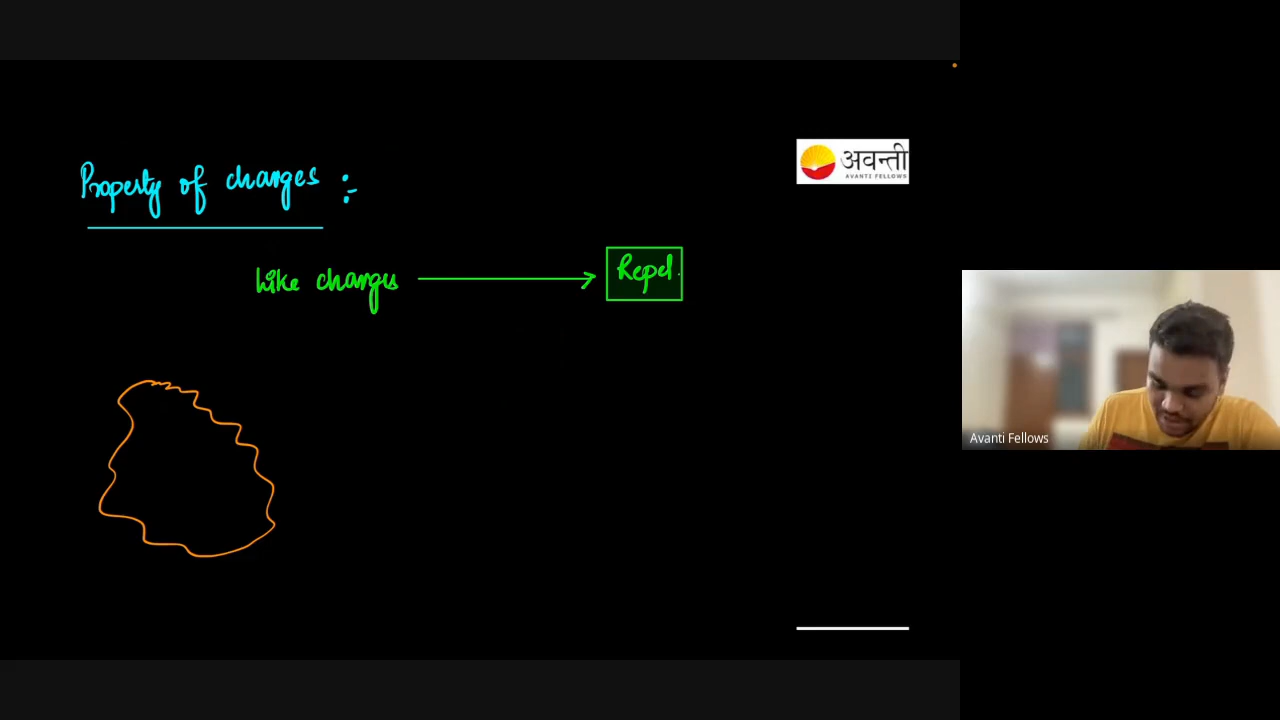 Property of charges :-
अवन्ती
AVANTI FELLOWS
Like charges → Repel.
Avanti Fellows